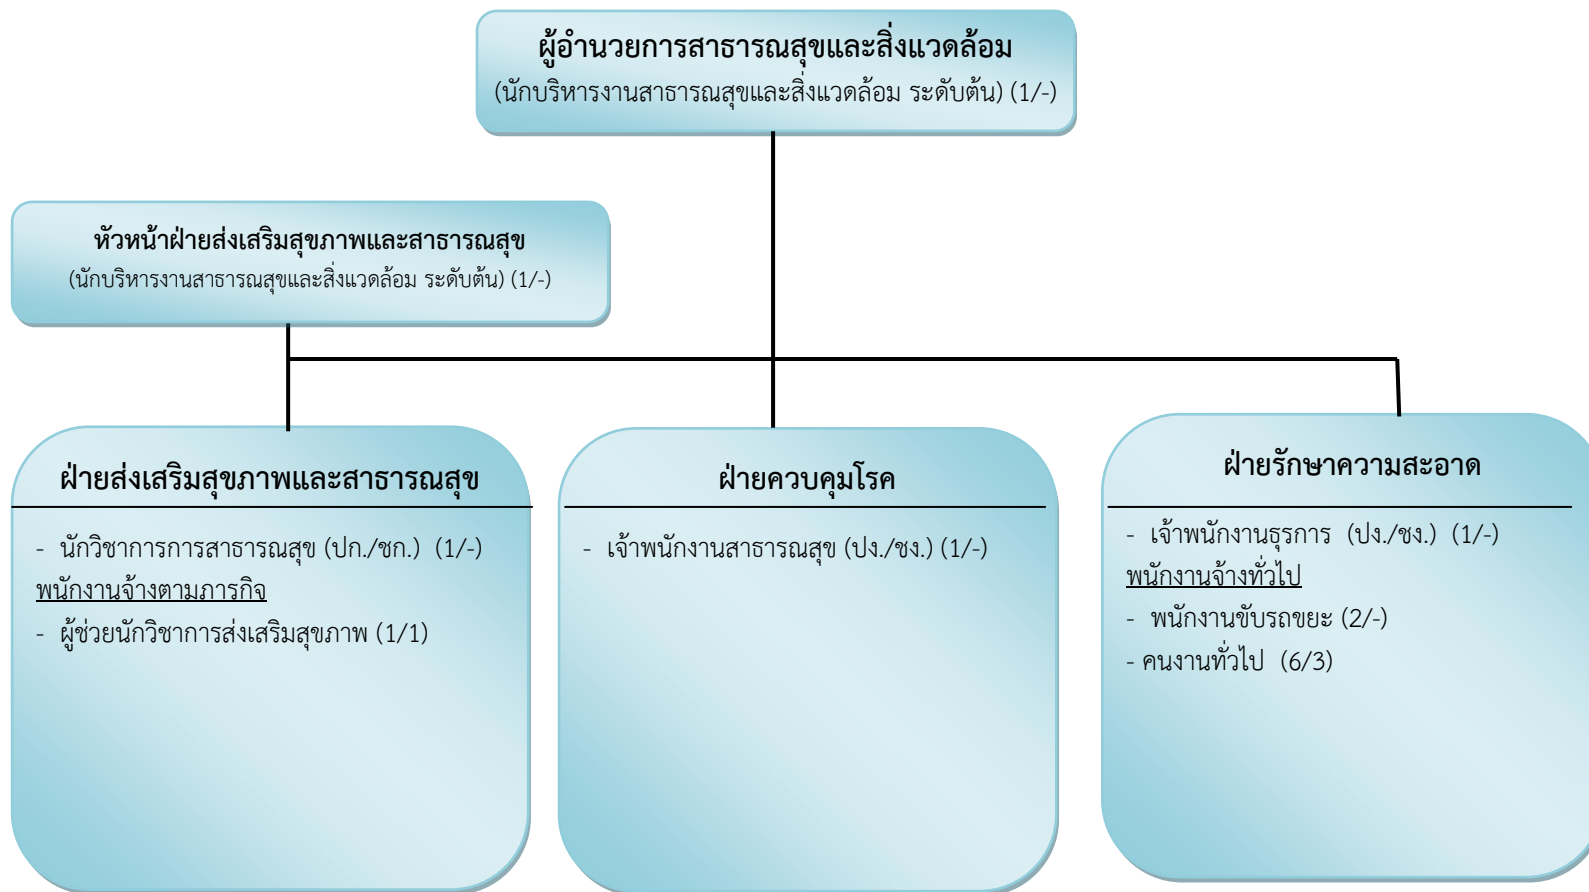 ผู้อำนวยการสาธารณสุขและสิ่งแวดล้อม
(นักบริหารงานสาธารณสุขและสิ่งแวดล้อม ระดับต้น) (1/-)
หัวหน้าฝ่ายส่งเสริมสุขภาพและสาธารณสุข
(นักบริหารงานสาธารณสุขและสิ่งแวดล้อม ระดับต้น) (1/-)
ฝ่ายส่งเสริมสุขภาพและสาธารณสุข
- นักวิชาการการสาธารณสุข (ปก./ชก.) (1/-)
พนักงานจ้างตามภารกิจ
- ผู้ช่วยนักวิชาการส่งเสริมสุขภาพ (1/1)
ฝ่ายควบคุมโรค
- เจ้าพนักงานสาธารณสุข (ปง./ชง.) (1/-)
ฝ่ายรักษาความสะอาด
- เจ้าพนักงานธุรการ (ปง./ชง.) (1/-)
พนักงานจ้างทั่วไป
- พนักงานขับรถขยะ (2/-)
- คนงานทั่วไป (6/3)